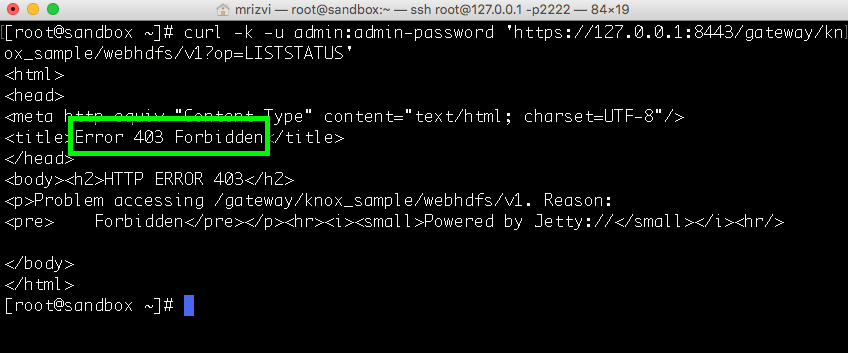 mrizvi — root@sandbox:~ — ssh root@127.0.0.1 -p2222 — 84×19
[root@sandbox ~]# curl -k -u admin:admin-password 'https://127.0.0.1:8443/gateway/kn
ox_sample/webhdfs/v1?op=LISTSTATUS'
<html>
<head>
<meta http-equiv="Content-Type" content="text/html; charset=UTF-8"/>
<title>Error 403 Forbidden</title>
</head>
<body><h2>HTTP ERROR 403</h2>
<p>Problem accessing /gateway/knox_sample/webhdfs/v1. Reason:
<pre>    Forbidden</pre></p><hr><i><small>Powered by Jetty://</small></i><hr/>
</body>
</html>
[root@sandbox ~]#